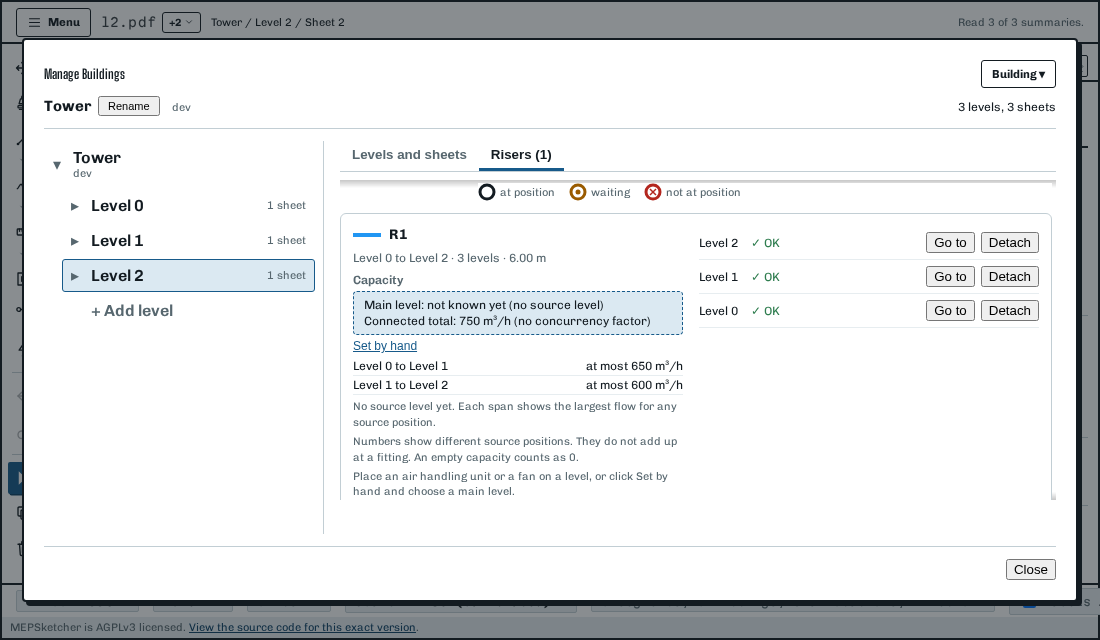 Menu
l2.pdf
+2
Tower / Level 2 / Sheet 2
Read 3 of 3 summaries.
Manage Buildings
Building ▾
Tower
Rename
dev
3 levels, 3 sheets
▼ Tower
dev
▶ Level 0 1 sheet
▶ Level 1 1 sheet
▶ Level 2 1 sheet
+ Add level
Levels and sheets
Risers (1)
at position
waiting
not at position
R1
Level 0 to Level 2 · 3 levels · 6.00 m
Capacity
Main level: not known yet (no source level)
Connected total: 750 m³/h (no concurrency factor)
Set by hand
Level 0 to Level 1 at most 650 m³/h
Level 1 to Level 2 at most 600 m³/h
No source level yet. Each span shows the largest flow for any
source position.
Numbers show different source positions. They do not add up
at a fitting. An empty capacity counts as 0.
Place an air handling unit or a fan on a level, or click Set by
hand and choose a main level.
Level 2 ✓ OK Go to Detach
Level 1 ✓ OK Go to Detach
Level 0 ✓ OK Go to Detach
Close
MEPSketcher is AGPLv3 licensed. View the source code for this exact version.